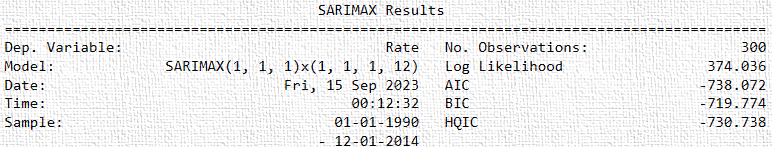 SARIMAX Results
==========================================================================================
Dep. Variable: Rate No. Observations: 300
Model: SARIMAX(1, 1, 1)x(1, 1, 1, 12) Log Likelihood 374.036
Date: Fri, 15 Sep 2023 AIC -738.072
Time: 00:12:32 BIC -719.774
Sample: 01-01-1990 HQIC -730.738
- 12-01-2014